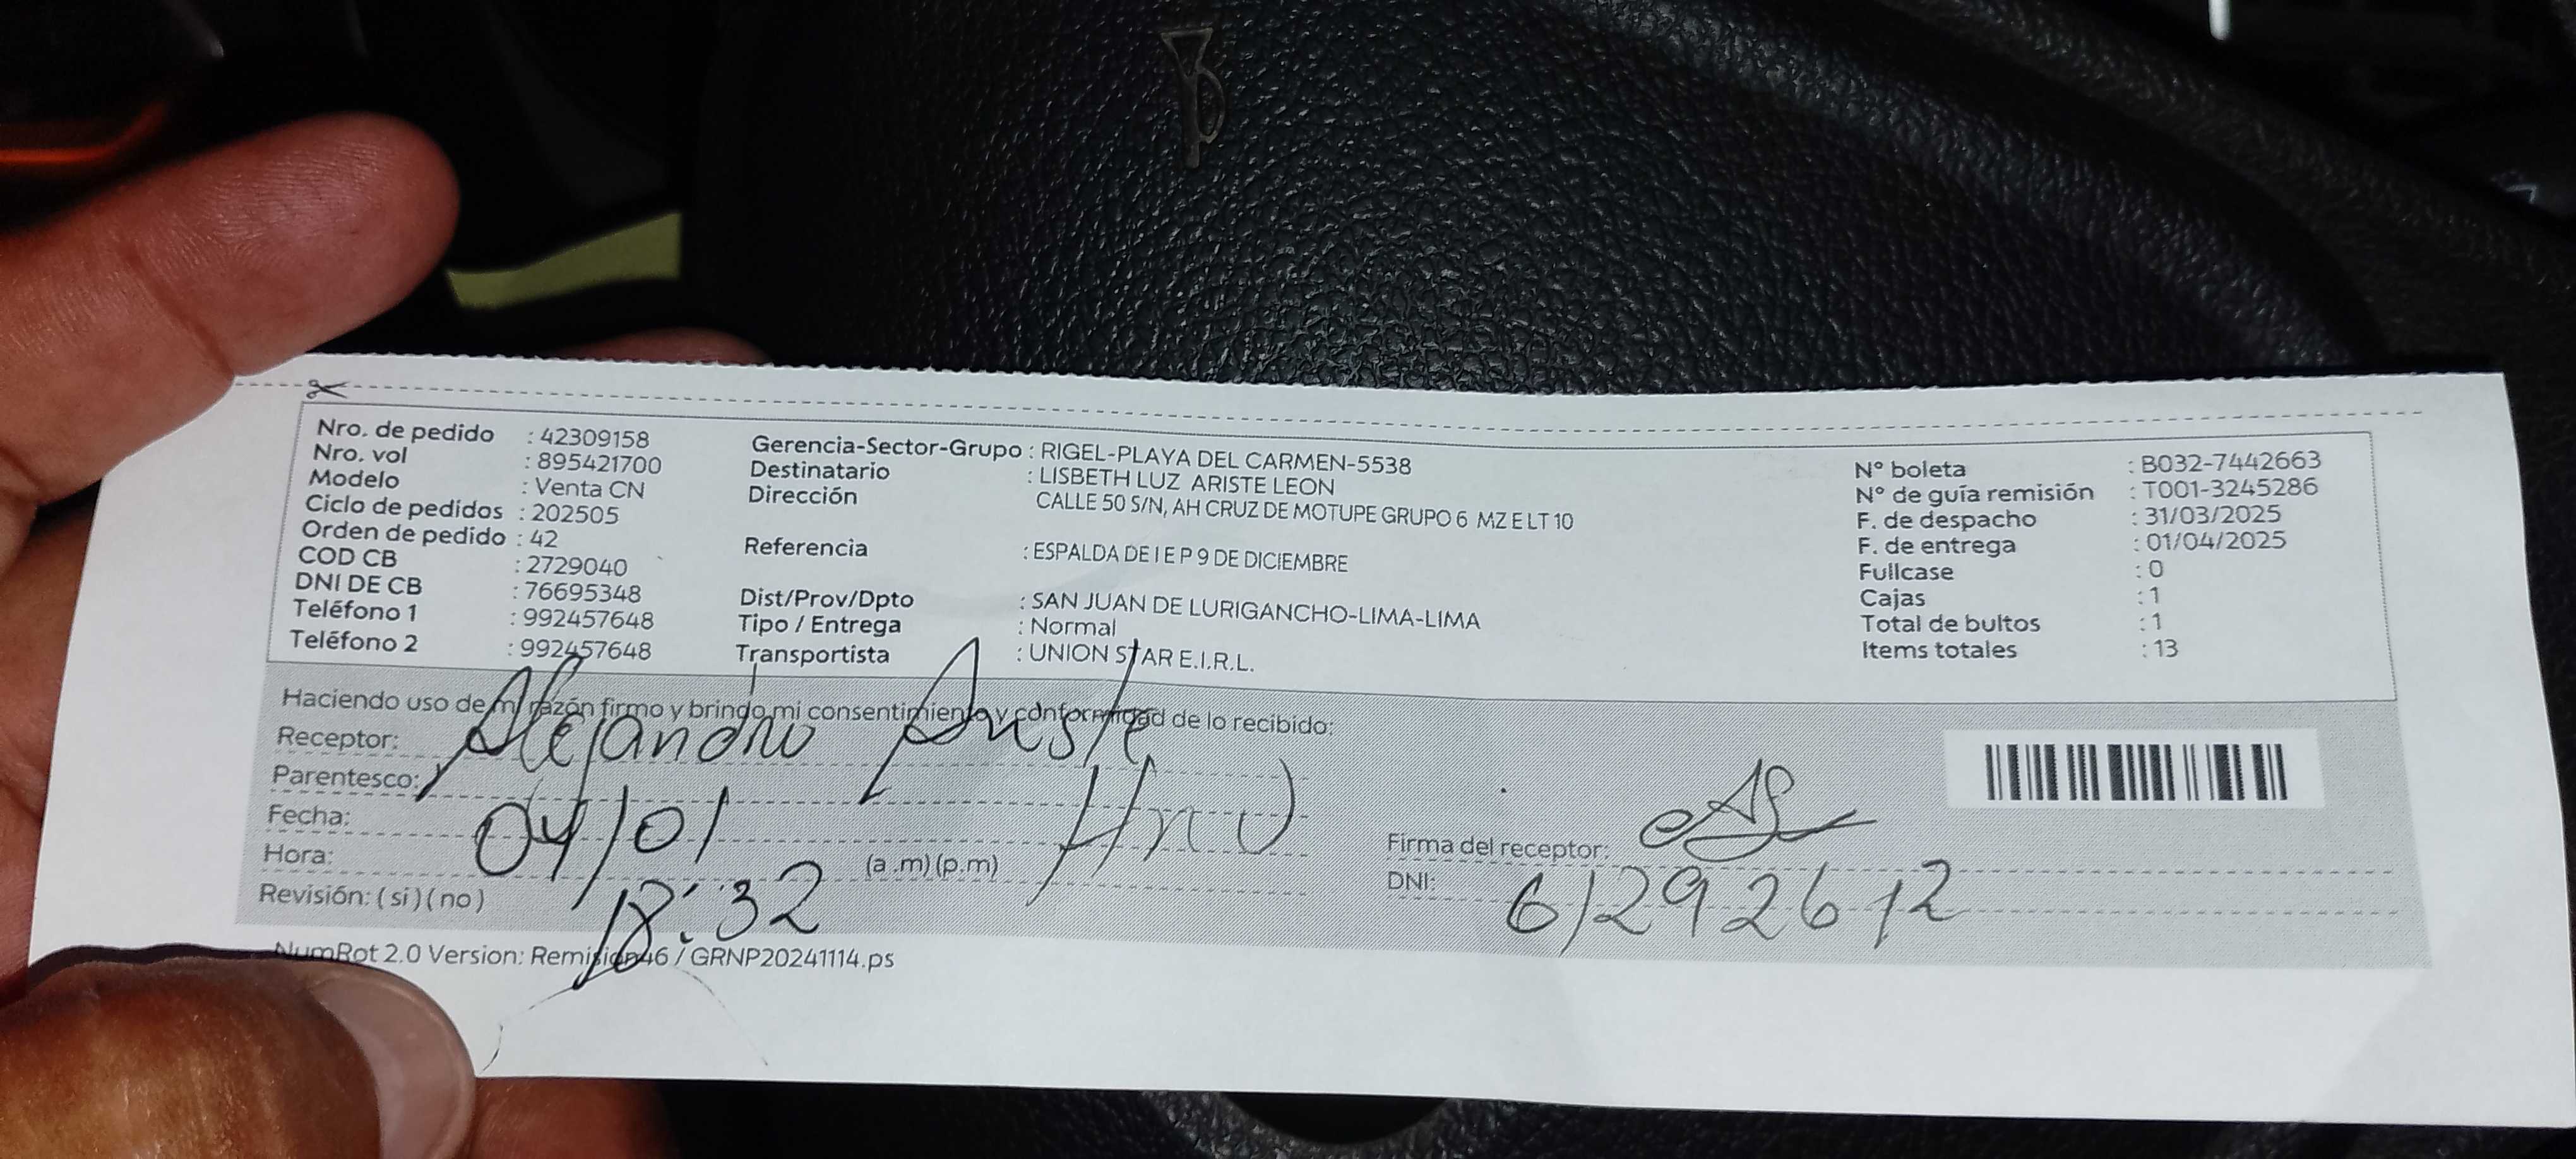 Nro. de pedido : 42309158
Nro. vol : 895421700
Modelo : Venta CN
Ciclo de pedidos : 202505
Orden de pedido : 42
COD CB : 2729040
DNI DE CB : 76695348
Teléfono 1 : 992457648
Teléfono 2 : 992457648
Gerencia-Sector-Grupo : RIGEL-PLAYA DEL CARMEN-5538
Destinatario : LISBETH LUZ ARISTE LEON
Dirección CALLE 50 S/N, AH CRUZ DE MOTUPE GRUPO 6 MZ E LT 10
Referencia : ESPALDA DE I E P 9 DE DICIEMBRE
Dist/Prov/Dpto : SAN JUAN DE LURIGANCHO-LIMA-LIMA
Tipo / Entrega : Normal
Transportista : UNION STAR E.I.R.L.
N° boleta : B032-7442663
N° de guía remisión : T001-3245286
F. de despacho : 31/03/2025
F. de entrega : 01/04/2025
Fullcase : 0
Cajas : 1
Total de bultos : 1
Items totales : 13
Haciendo uso de mi razón firmo y bringo mi consentimiento y conformidad de lo recibido:
Receptor: Alejandro Ariste
Parentesco: Hno
Fecha: 04/01
Hora: 18:32 (a .m) (p.m)
Revisión: ( si ) ( no )
Firma del receptor:
DNI: 61292612
NumRot 2.0 Version: Remision46 / GRNP20241114.ps